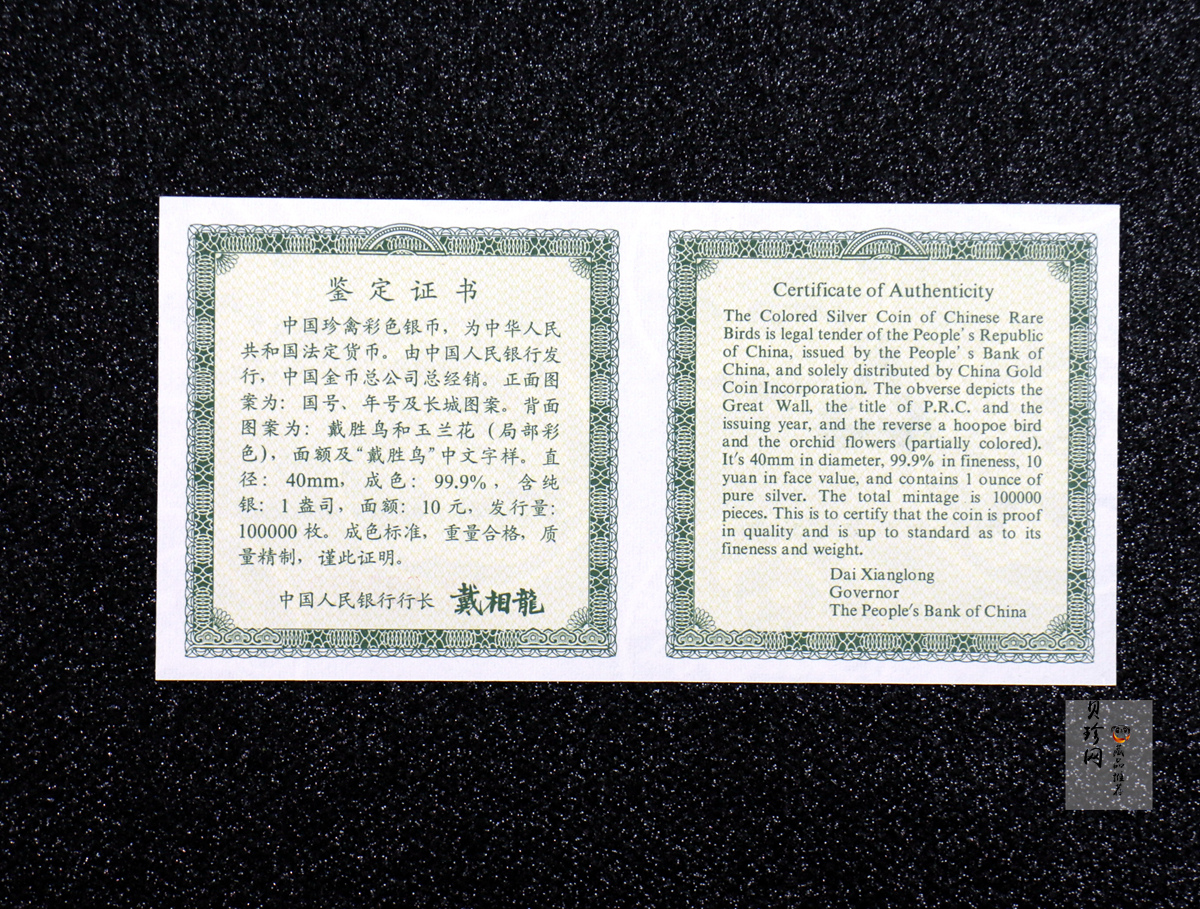 鉴定证书
中国珍禽彩色银币，为中华人民
共和国法定货币。由中国人民银行发
行，中国金币总公司总经销。正面图
案为：国号、年号及长城图案。背面
图案为：戴胜鸟和玉兰花（局部彩
色），面额及“戴胜鸟”中文字样。直
径：40mm，成色：99.9%，含纯
银：1盎司，面额：10元，发行量：
100000枚。成色标准，重量合格，质
量精制，谨此证明。
中国人民银行行长 戴相龍
Certificate of Authenticity
The Colored Silver Coin of Chinese Rare
Birds is legal tender of the People's Republic
of China, issued by the People's Bank of
China, and solely distributed by China Gold
Coin Incorporation. The obverse depicts the
Great Wall, the title of P.R.C. and the
issuing year, and the reverse a hoopoe bird
and the orchid flowers (partially colored).
It's 40mm in diameter, 99.9% in fineness, 10
yuan in face value, and contains 1 ounce of
pure silver. The total mintage is 100000
pieces. This is to certify that the coin is proof
in quality and is up to standard as to its
fineness and weight.
Dai Xianglong
Governor
The People's Bank of China
贝珍网